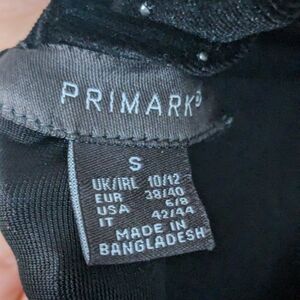 PRIMARK®
S
UK/IRL 10/12
EUR 38/40
USA 6/8
IT 42/44
MADE IN
BANGLADESH